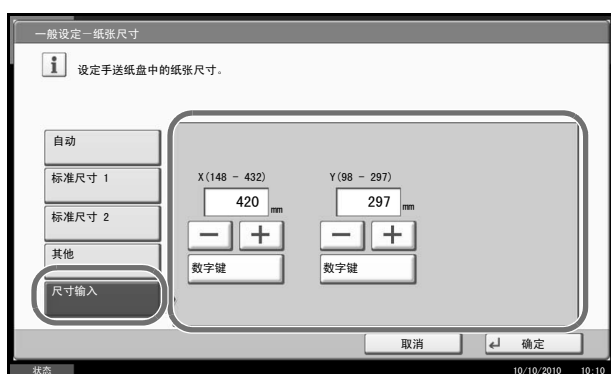 一般设定－纸张尺寸
i 设定手送纸盘中的纸张尺寸。
自动
标准尺寸 1
标准尺寸 2
其他
尺寸输入
X(148 - 432) Y(98 - 297)
420 mm 297 mm
－ ＋ － ＋
数字键 数字键
取消 确定
状态 10/10/2010 10:10